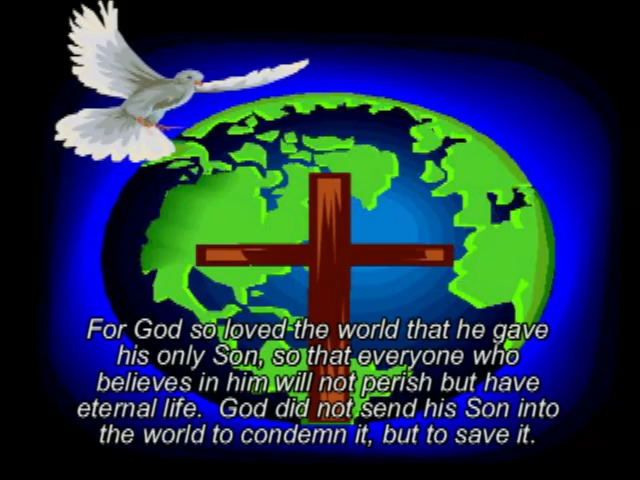 For God so loved the world that he gave
his only Son, so that everyone who
believes in him will not perish but have
eternal life.  God did not send his Son into
the world to condemn it, but to save it.